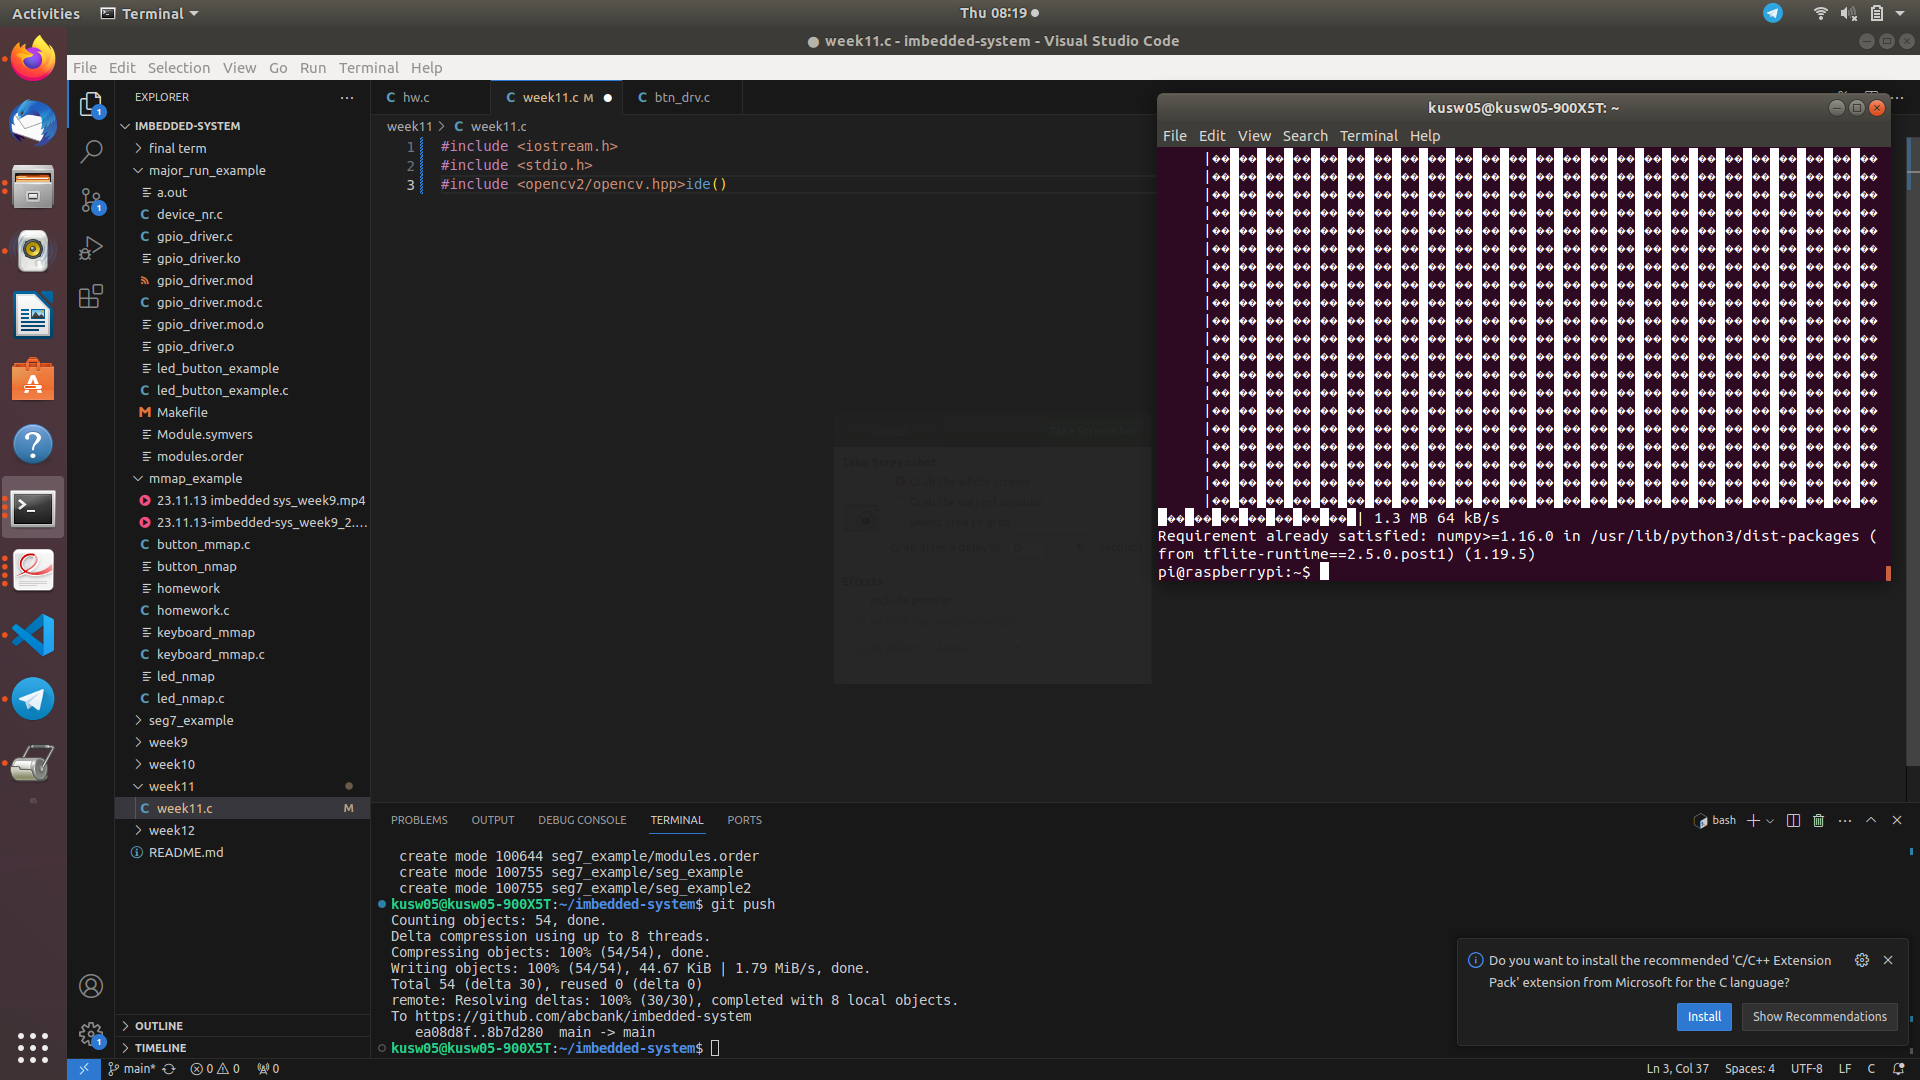 Activities
Terminal
Thu 08:19
● week11.c - imbedded-system - Visual Studio Code
File Edit Selection View Go Run Terminal Help
EXPLORER
IMBEDDED-SYSTEM
final term
major_run_example
a.out
device_nr.c
gpio_driver.c
gpio_driver.ko
gpio_driver.mod
gpio_driver.mod.c
gpio_driver.mod.o
gpio_driver.o
led_button_example
led_button_example.c
Makefile
Module.symvers
modules.order
mmap_example
23.11.13 imbedded sys_week9.mp4
23.11.13-imbedded-sys_week9_2....
button_mmap.c
button_nmap
homework
homework.c
keyboard_mmap
keyboard_mmap.c
led_nmap
led_nmap.c
seg7_example
week9
week10
week11
week11.c M
week12
README.md
OUTLINE
TIMELINE
hw.c
week11.c M
btn_drv.c
week11 > C week11.c
1 #include <iostream.h>
2 #include <stdio.h>
3 #include <opencv2/opencv.hpp>ide()
kusw05@kusw05-900X5T: ~
File Edit View Search Terminal Help
| 1.3 MB 64 kB/s
Requirement already satisfied: numpy>=1.16.0 in /usr/lib/python3/dist-packages (
from tflite-runtime==2.5.0.post1) (1.19.5)
pi@raspberrypi:~$
PROBLEMS OUTPUT DEBUG CONSOLE TERMINAL PORTS
bash
create mode 100644 seg7_example/modules.order
create mode 100755 seg7_example/seg_example
create mode 100755 seg7_example/seg_example2
kusw05@kusw05-900X5T:~/imbedded-system$ git push
Counting objects: 54, done.
Delta compression using up to 8 threads.
Compressing objects: 100% (54/54), done.
Writing objects: 100% (54/54), 44.67 KiB | 1.79 MiB/s, done.
Total 54 (delta 30), reused 0 (delta 0)
remote: Resolving deltas: 100% (30/30), completed with 8 local objects.
To https://github.com/abcbank/imbedded-system
ea08d8f..8b7d280 main -> main
kusw05@kusw05-900X5T:~/imbedded-system$
Do you want to install the recommended 'C/C++ Extension
Pack' extension from Microsoft for the C language?
Install
Show Recommendations
main* 0 0 0
Ln 3, Col 37 Spaces: 4 UTF-8 LF C